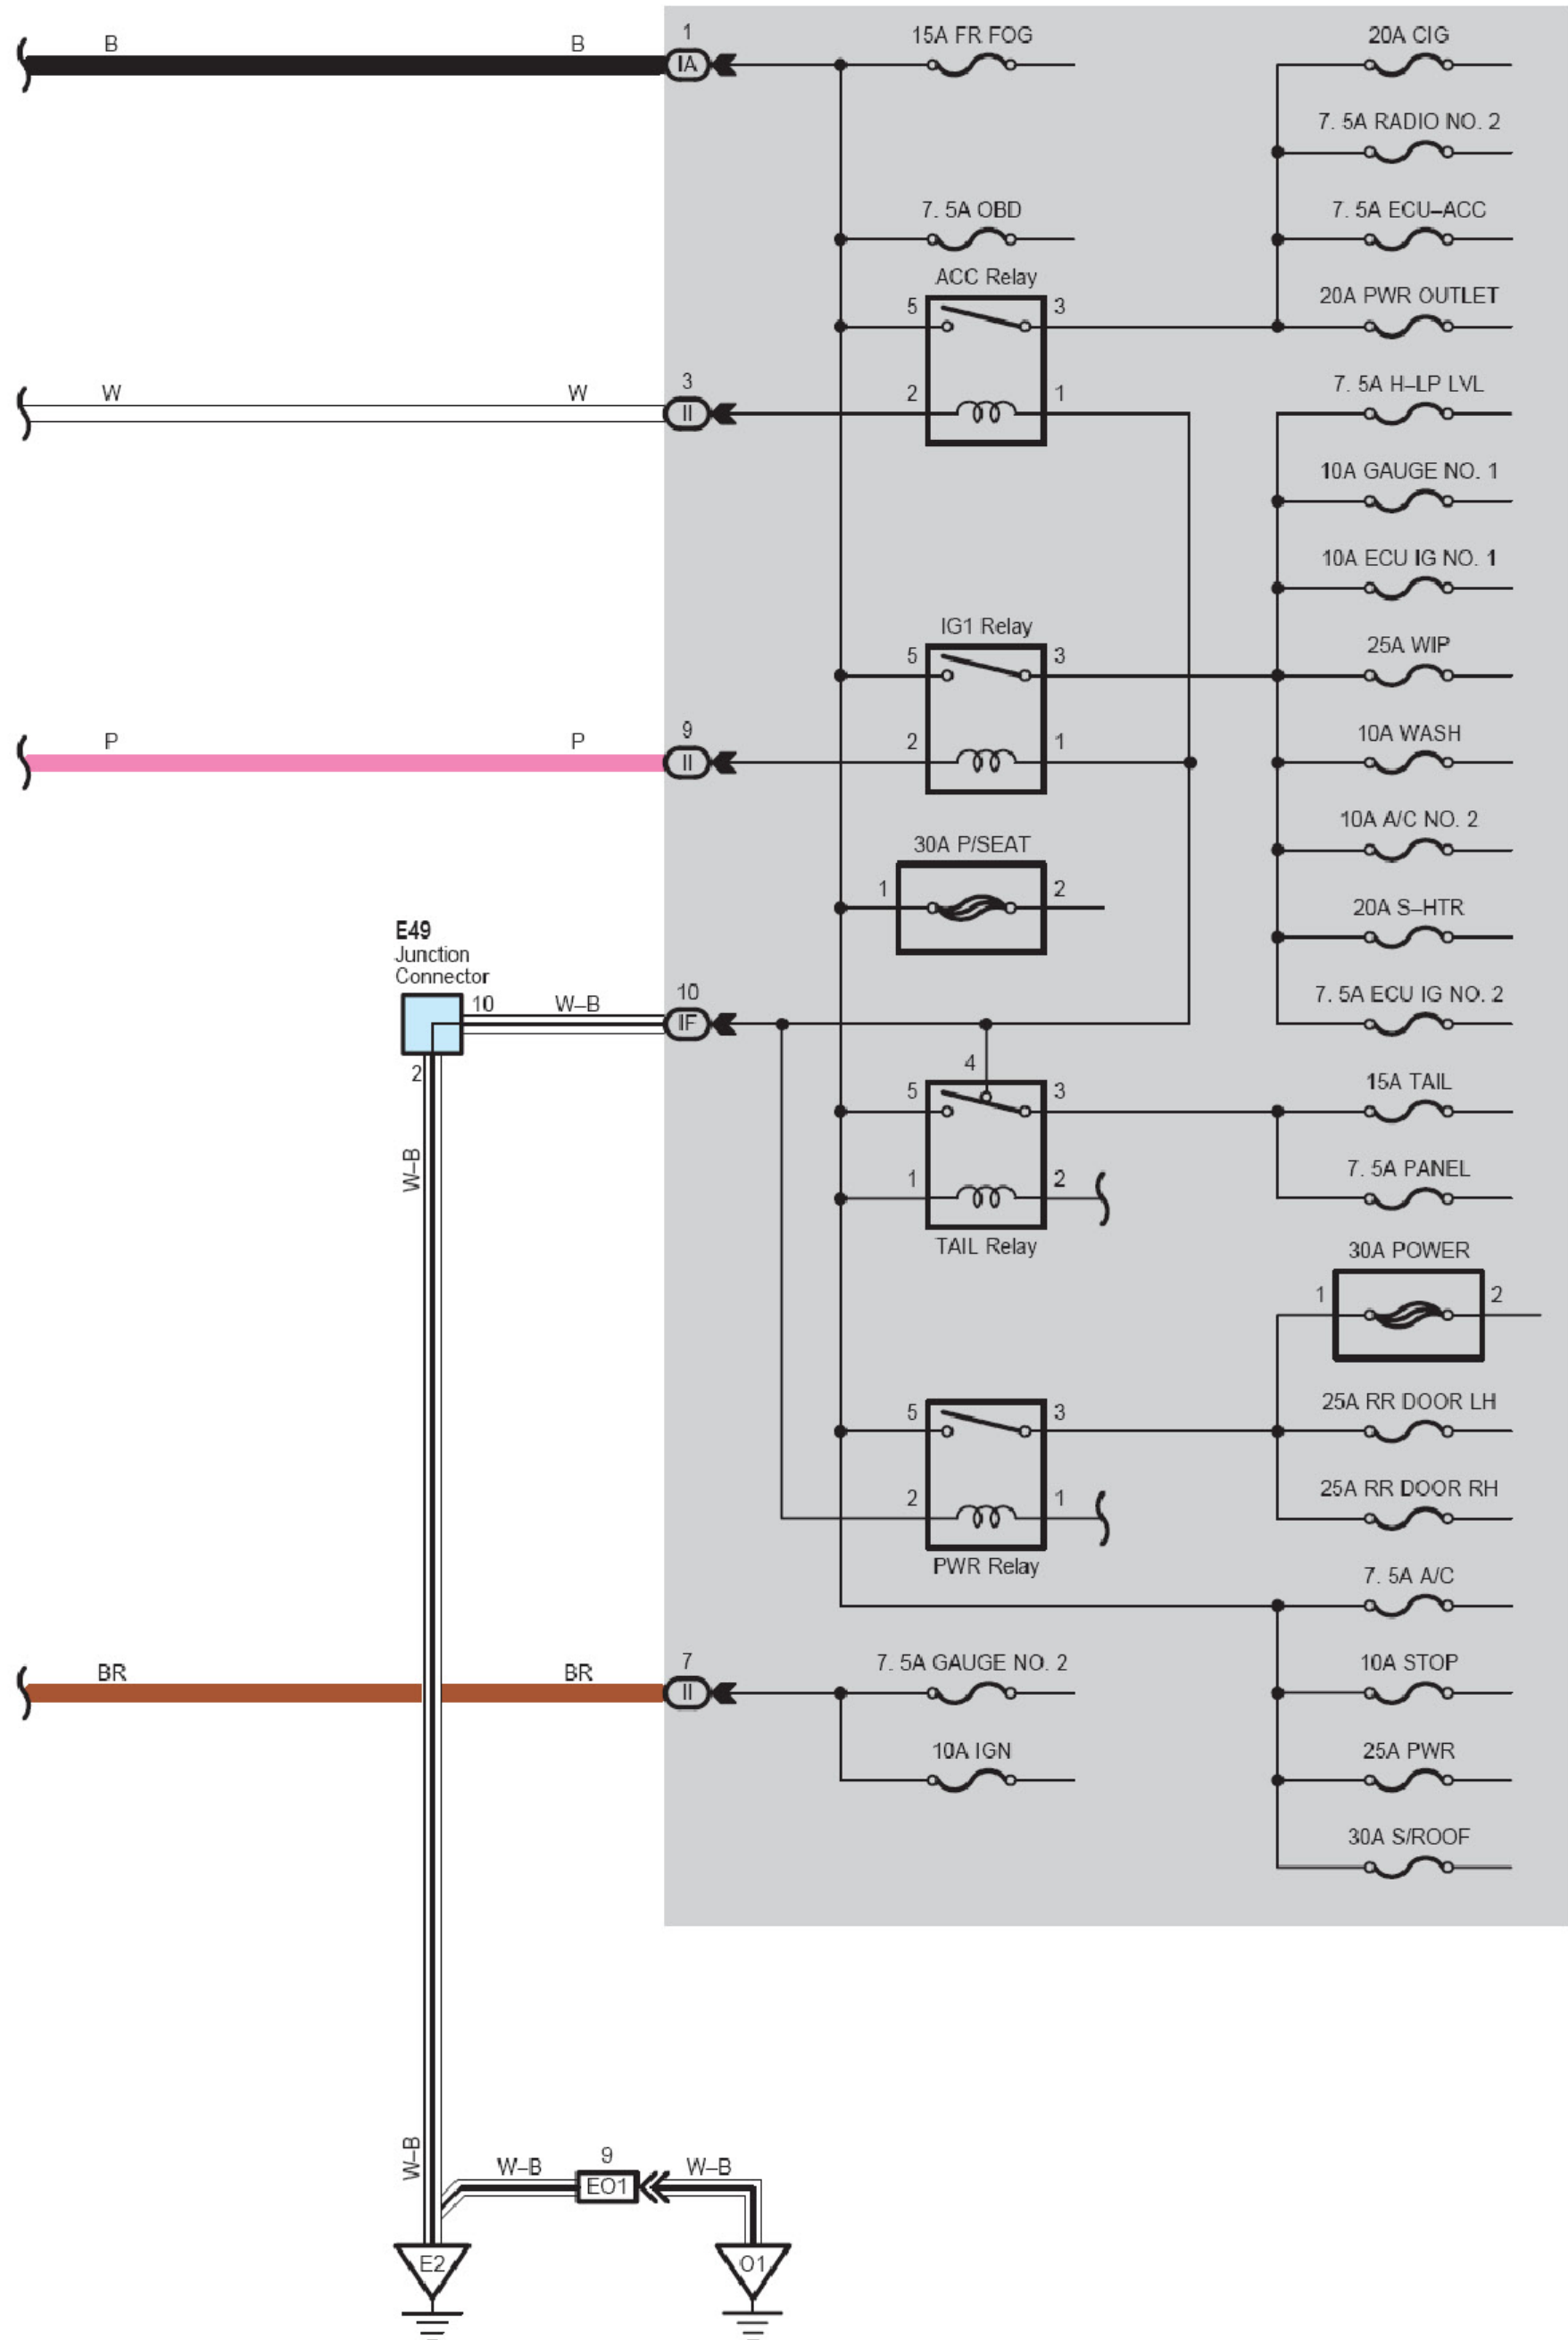 B B 1 15A FR FOG 20A CIG
IA
7. 5A RADIO NO. 2
7. 5A OBD 7. 5A ECU–ACC
ACC Relay
20A PWR OUTLET
5 3
W W 3 2 1 7. 5A H–LP LVL
II
10A GAUGE NO. 1
10A ECU IG NO. 1
IG1 Relay
5 3 25A WIP
P P 9 2 1 10A WASH
II
10A A/C NO. 2
30A P/SEAT
1 2 20A S–HTR
E49
Junction
Connector
10 W–B 10 7. 5A ECU IG NO. 2
IF
4
2 5 3 15A TAIL
W–B 1 2 7. 5A PANEL
TAIL Relay 30A POWER
1 2
5 3 25A RR DOOR LH
2 1 25A RR DOOR RH
PWR Relay 7. 5A A/C
BR BR 7 7. 5A GAUGE NO. 2 10A STOP
II
10A IGN 25A PWR
30A S/ROOF
W–B W–B 9 W–B
EO1
E2 O1